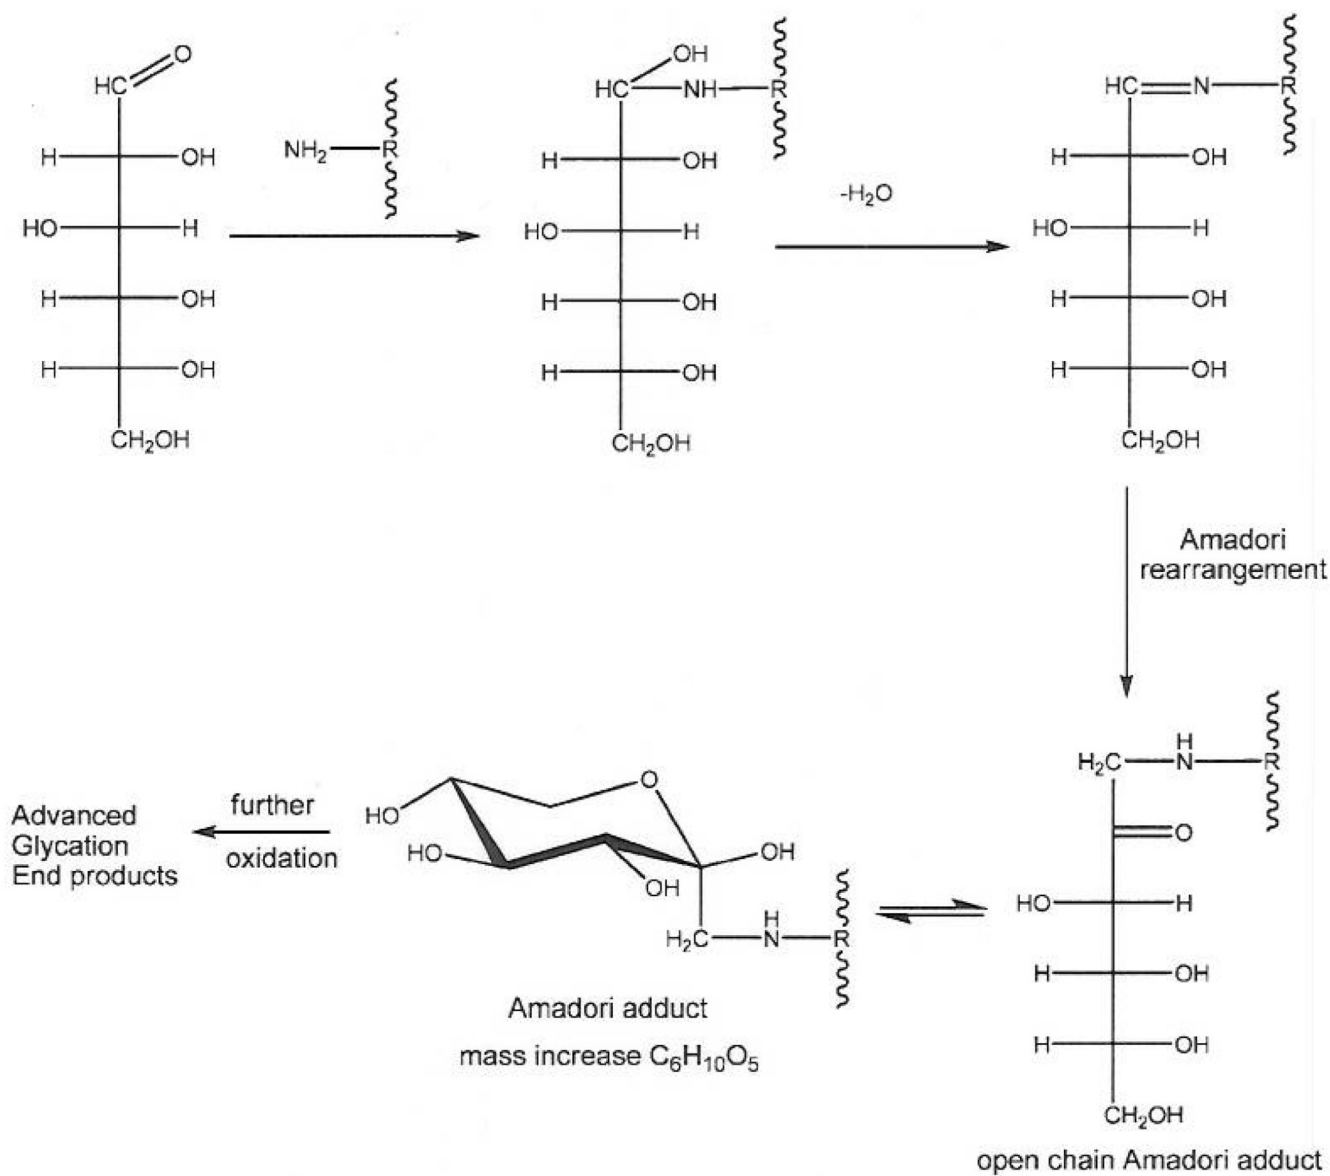 HC
O
H
OH
HO
H
H
OH
H
OH
CH₂OH
NH₂
R
OH
HC
NH
R
H
OH
HO
H
H
OH
H
OH
CH₂OH
-H₂O
HC
N
R
H
OH
HO
H
H
OH
H
OH
CH₂OH
Amadori
rearrangement
H₂C
H
N
R
O
HO
H
H
OH
H
OH
CH₂OH
open chain Amadori adduct
O
HO
HO
OH
OH
H₂C
H
N
R
Amadori adduct
mass increase C₆H₁₀O₅
further
oxidation
Advanced
Glycation
End products